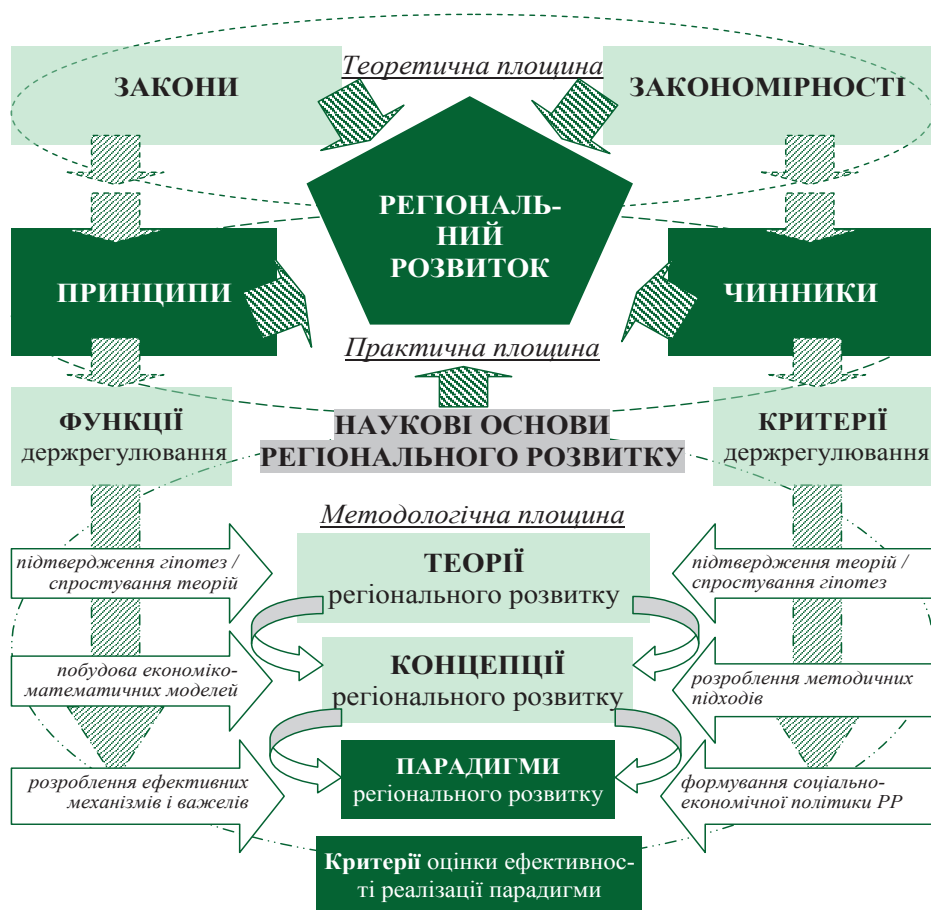 Теоретична площина
ЗАКОНИ
ЗАКОНОМІРНОСТІ
РЕГІОНАЛЬ-
НИЙ
РОЗВИТОК
ПРИНЦИПИ
ЧИННИКИ
Практична площина
ФУНКЦІЇ
держрегулювання
НАУКОВІ ОСНОВИ
РЕГІОНАЛЬНОГО РОЗВИТКУ
КРИТЕРІЇ
держрегулювання
Методологічна площина
підтвердження гіпотез /
спростування теорій
ТЕОРІЇ
регіонального розвитку
підтвердження теорій /
спростування гіпотез
побудова економіко-
математичних моделей
КОНЦЕПЦІЇ
регіонального розвитку
розроблення методичних
підходів
розроблення ефективних
механізмів і важелів
ПАРАДИГМИ
регіонального розвитку
формування соціально-
економічної політики РР
Критерії оцінки ефективнос-
ті реалізації парадигми